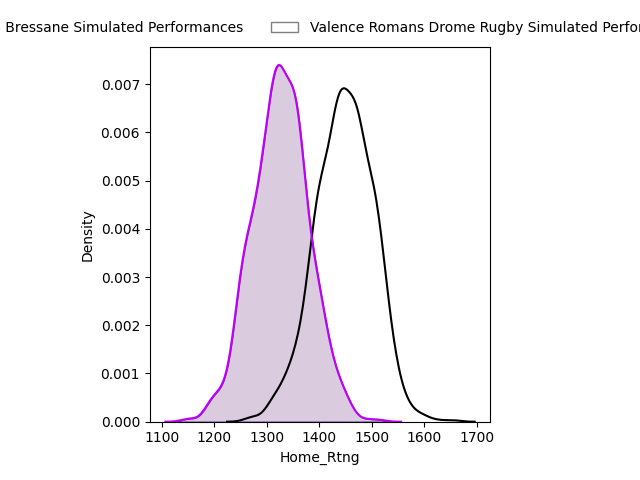 Bressane Simulated Performances Valence Romans Drome Rugby Simulated Perfo
0.007
0.006
0.005
0.004
0.003
0.002
0.001
0.000
Density
1100 1200 1300 1400 1500 1600 1700
Home_Rtng